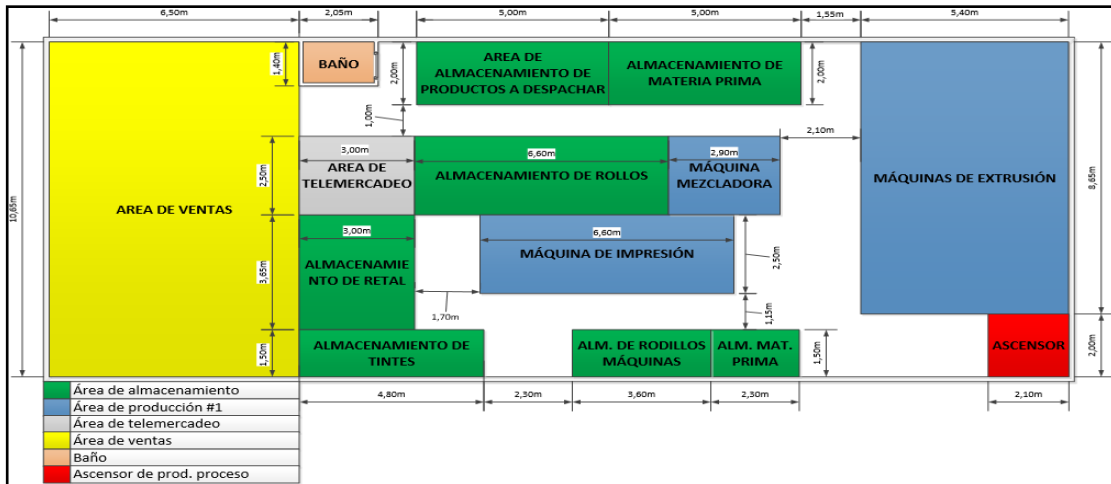 6,50m
2,05m
5,00m
5,00m
1,55m
5,40m
10,65m
AREA DE VENTAS
1,40m
BAÑO
2,00m
AREA DE
ALMACENAMIENTO DE
PRODUCTOS A DESPACHAR
ALMACENAMIENTO DE
MATERIA PRIMA
2,00m
1,00m
2,10m
MÁQUINAS DE EXTRUSIÓN
8,65m
2,50m
3,00m
AREA DE
TELEMERCADEO
6,60m
ALMACENAMIENTO DE ROLLOS
2,90m
MÁQUINA
MEZCLADORA
3,65m
3,00m
ALMACENAMIE
NTO DE RETAL
6,60m
MÁQUINA DE IMPRESIÓN
2,50m
1,70m
1,15m
1,50m
ALMACENAMIENTO DE
TINTES
ALM. DE RODILLOS
MÁQUINAS
ALM. MAT.
PRIMA
1,50m
ASCENSOR
2,00m
4,80m
2,30m
3,60m
2,30m
2,10m
Área de almacenamiento
Área de producción #1
Área de telemercadeo
Área de ventas
Baño
Ascensor de prod. proceso